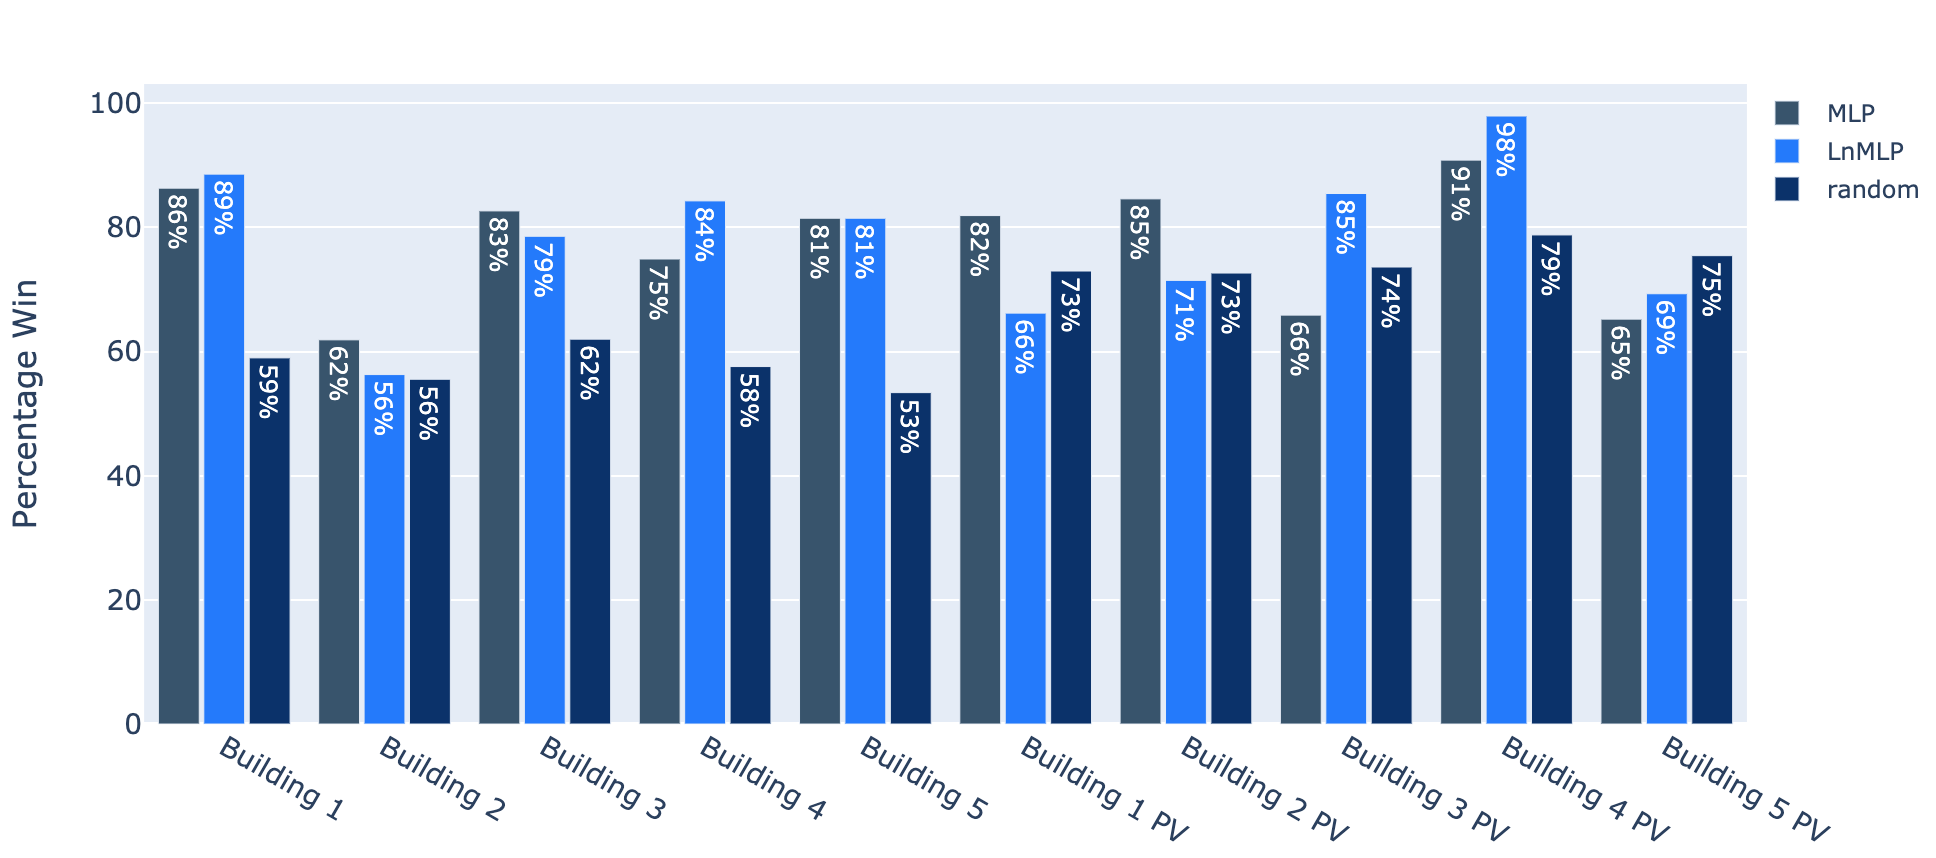 Percentage Win
100
80
60
40
20
0
86%
89%
59%
62%
56%
56%
83%
79%
62%
75%
84%
58%
81%
81%
53%
82%
66%
73%
85%
71%
73%
66%
85%
74%
91%
98%
79%
65%
69%
75%
Building 1
Building 2
Building 3
Building 4
Building 5
Building 1 PV
Building 2 PV
Building 3 PV
Building 4 PV
Building 5 PV
MLP
LnMLP
random